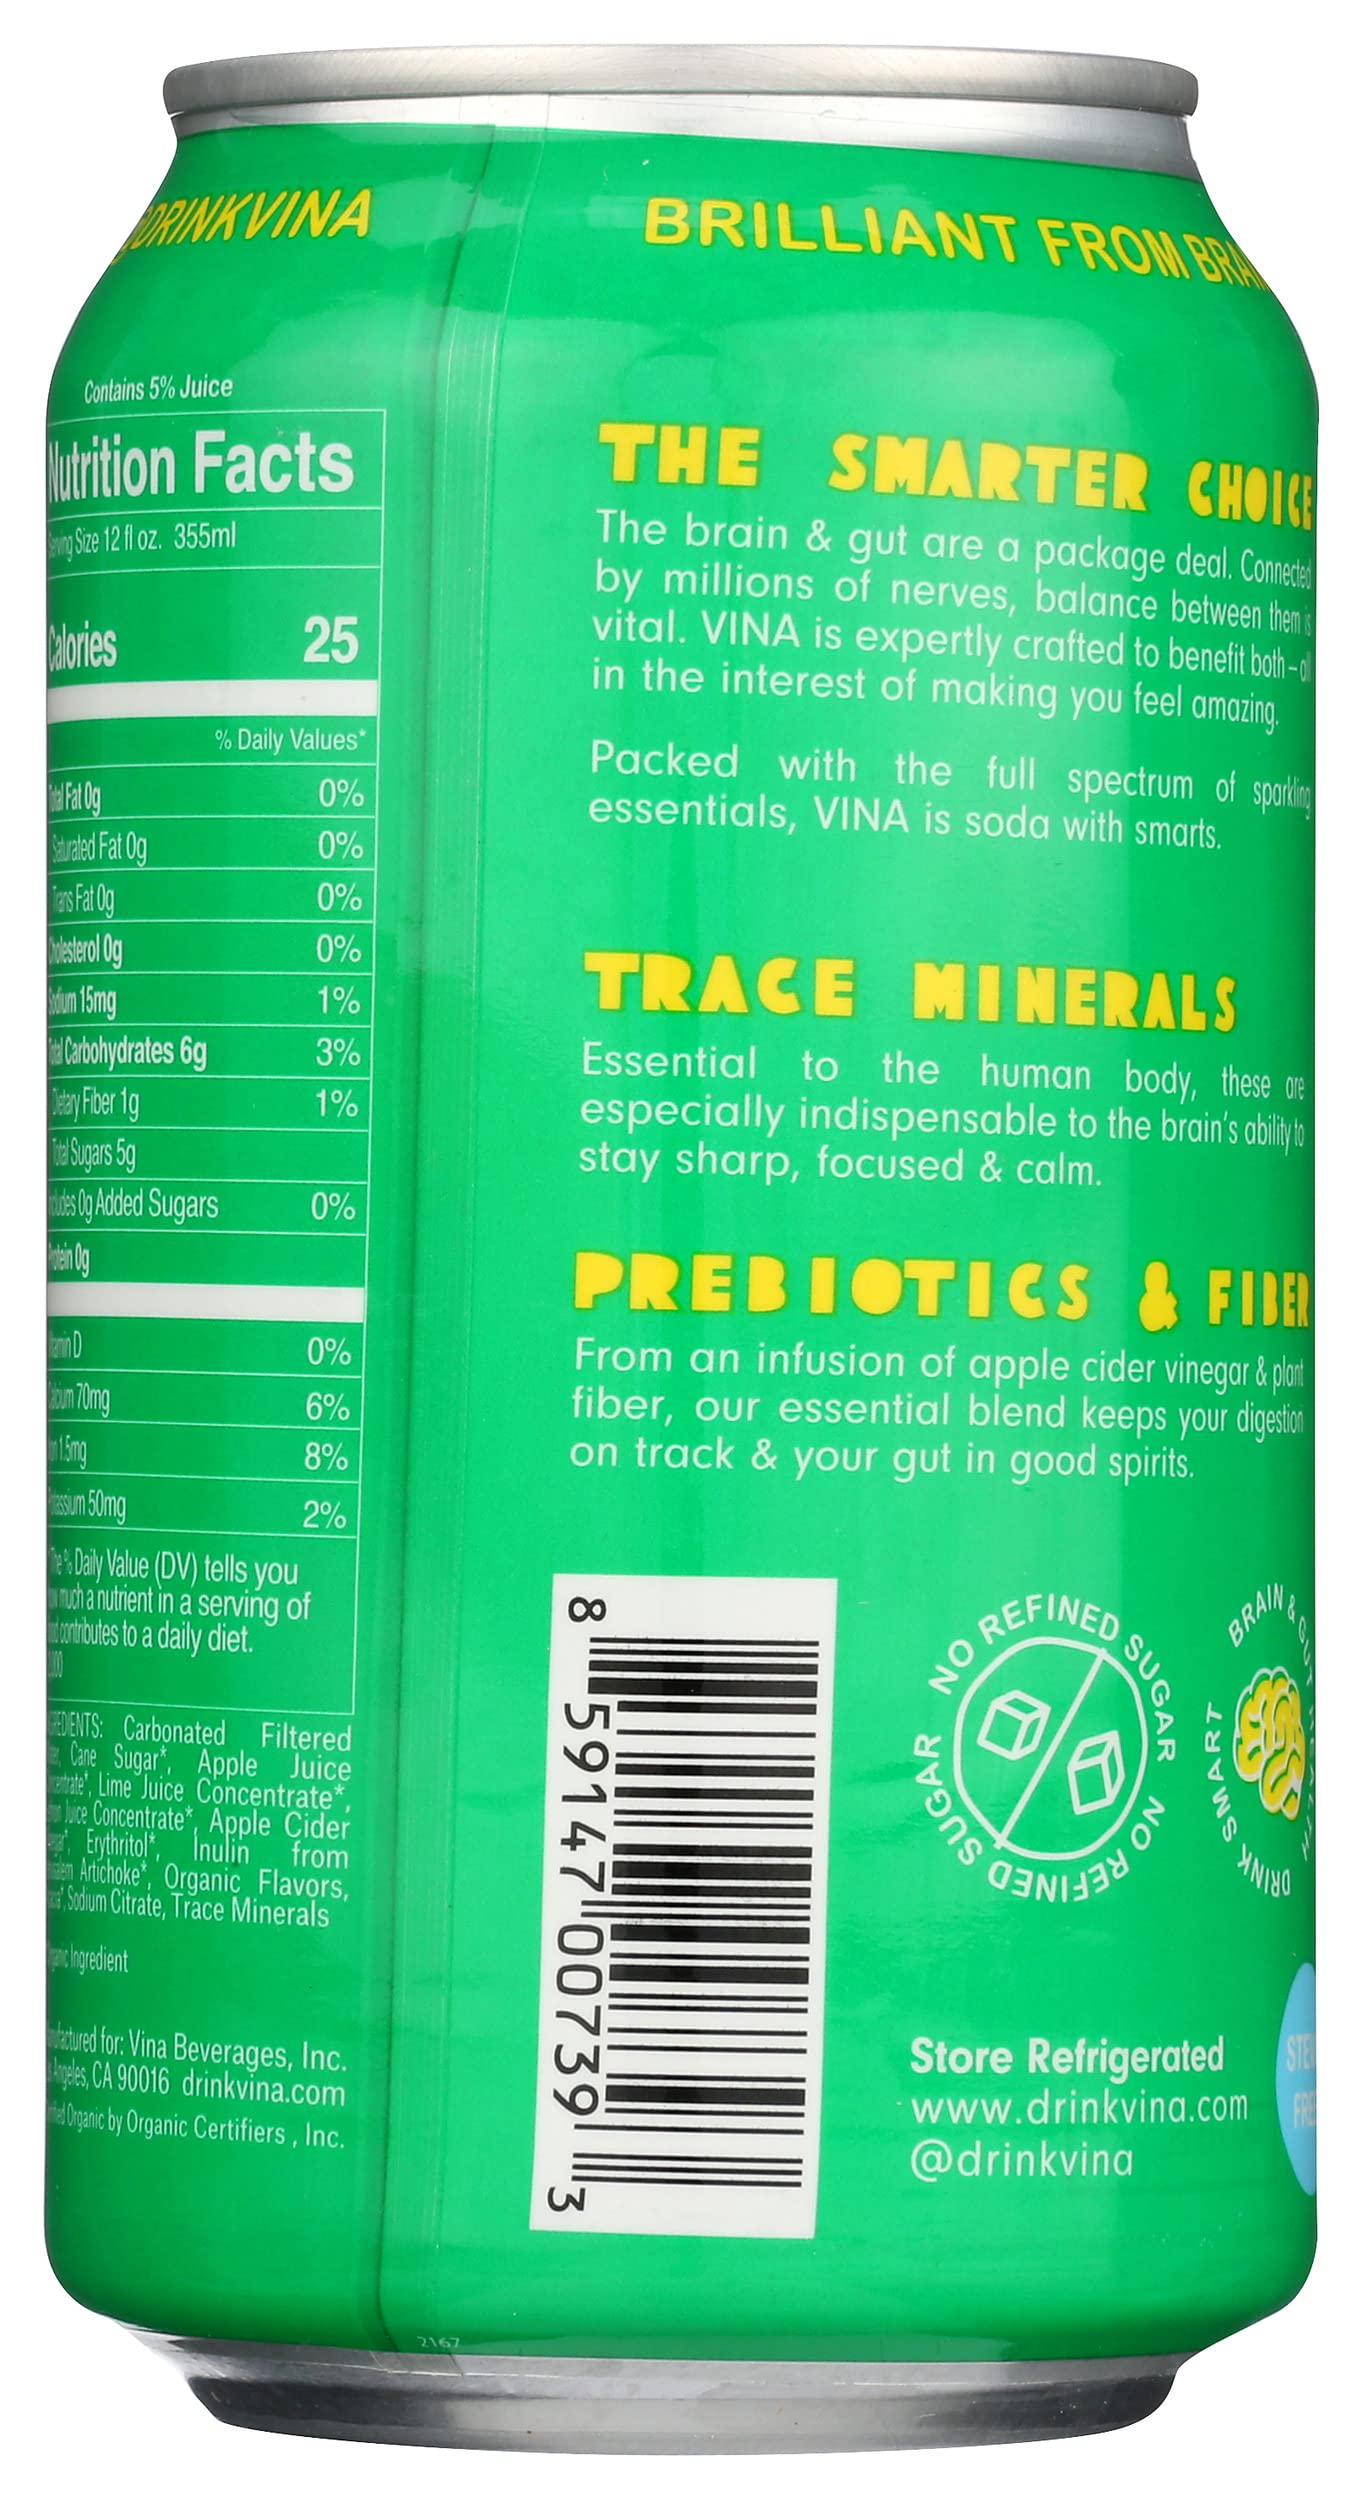 @DRINKVINA
BRILLIANT FROM
Contains 5% Juice
Nutrition Facts
Serving Size 12 fl oz. 355ml
Calories 25
% Daily Values*
Total Fat 0g 0%
Saturated Fat 0g 0%
Trans Fat 0g 0%
Cholesterol 0g 0%
Sodium 15mg 1%
Total Carbohydrates 6g 3%
Dietary Fiber 1g 1%
Total Sugars 5g
Includes 0g Added Sugars 0%
Protein 0g
Vitamin D 0%
Calcium 70mg 6%
Iron 1.5mg 8%
Potassium 50mg 2%
*The % Daily Value (DV) tells you
how much a nutrient in a serving of
food contributes to a daily diet.
INGREDIENTS: Carbonated Filtered
Water, Cane Sugar*, Apple Juice
Concentrate*, Lime Juice Concentrate*,
Juice Concentrate*, Apple Cider
Vinegar*, Erythritol*, Inulin from
Jerusalem Artichoke*, Organic Flavors,
Sodium Citrate, Trace Minerals
Organic Ingredient
Manufactured for: Vina Beverages, Inc.
Los Angeles, CA 90016 drinkvina.com
Certified Organic by Organic Certifiers , Inc.
THE SMARTER CHOICE
The brain & gut are a package deal. Connected
by millions of nerves, balance between them is
vital. VINA is expertly crafted to benefit both – all
in the interest of making you feel amazing.
Packed with the full spectrum of sparkling
essentials, VINA is soda with smarts.
TRACE MINERALS
Essential to the human body, these are
especially indispensable to the brain's ability to
stay sharp, focused & calm.
PREBIOTICS & FIBER
From an infusion of apple cider vinegar & plant
fiber, our essential blend keeps your digestion
on track & your gut in good spirits.
8 59147 00739 3
NO REFINED SUGAR NO REFINED SUGAR
BRAIN & GUT HEALTH
DRINK SMART
Store Refrigerated
www.drinkvina.com
@drinkvina
FREE
2167